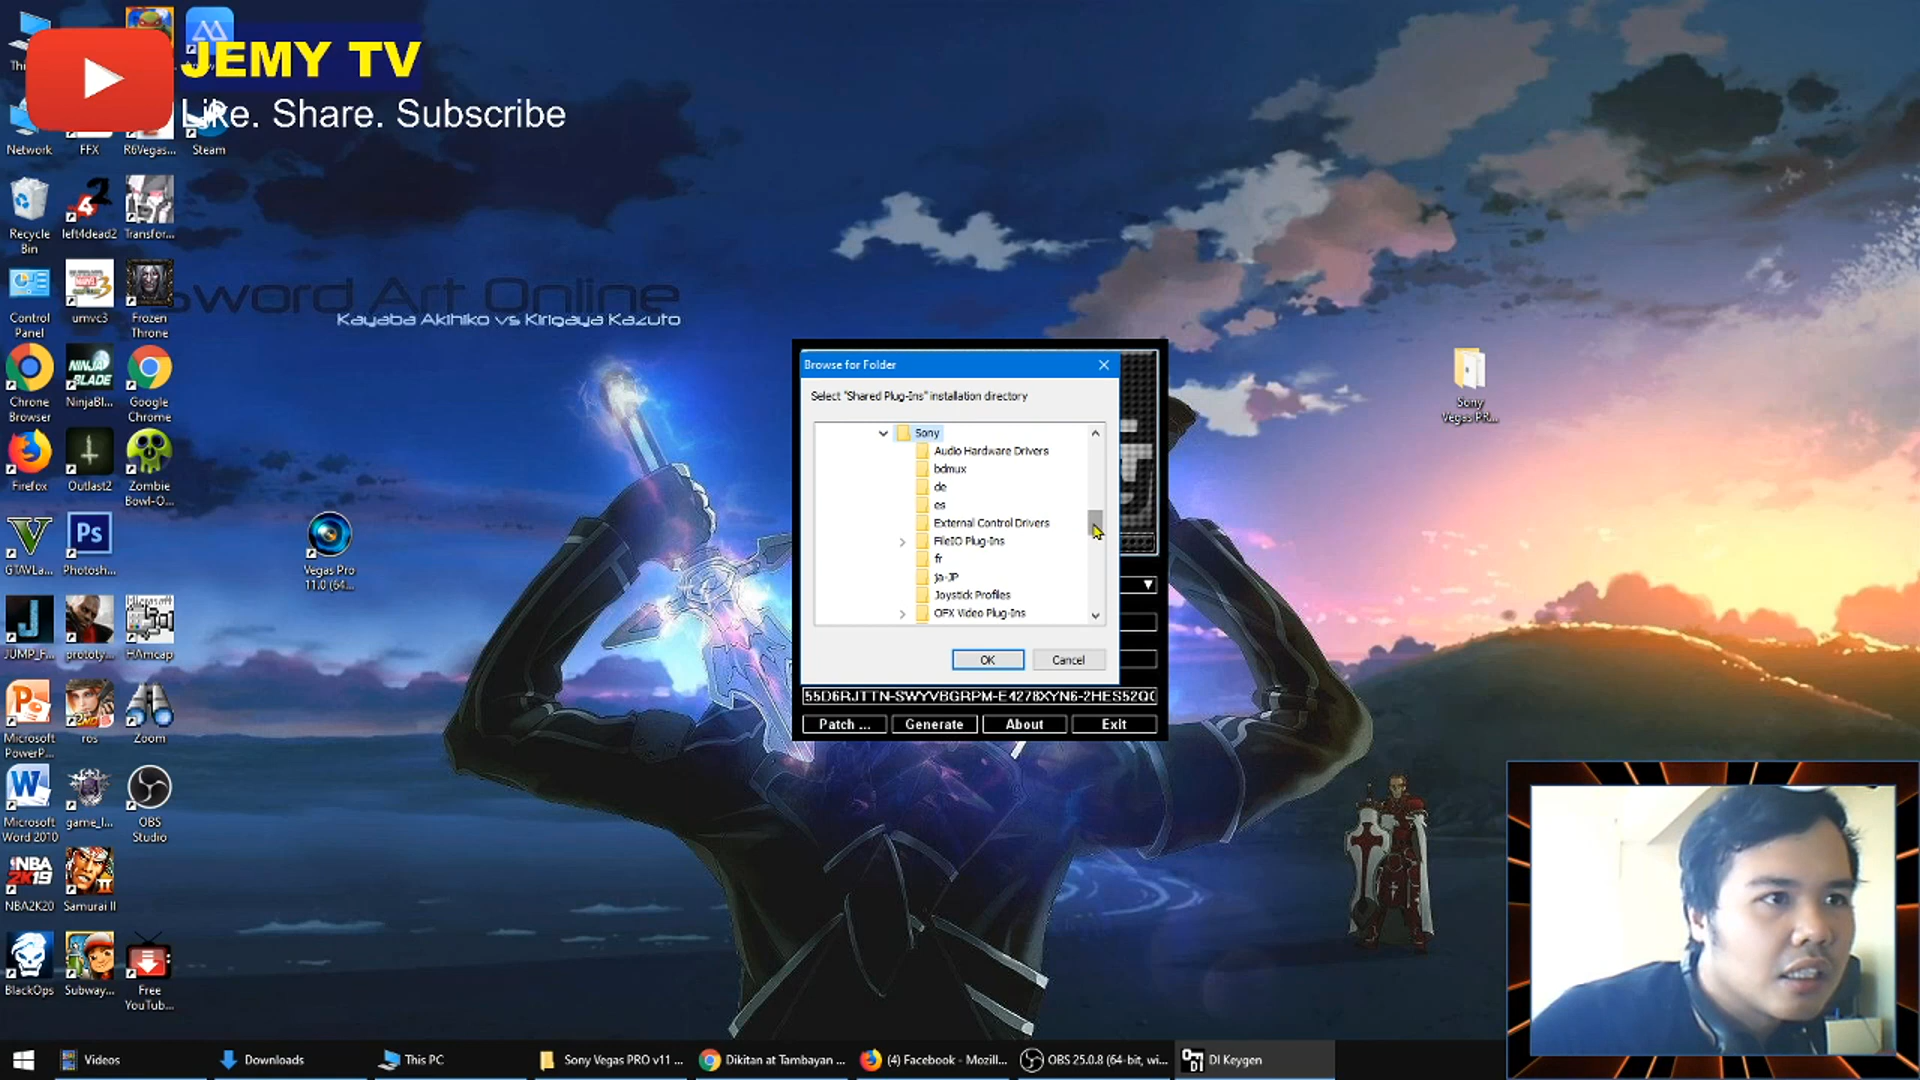 JEMY TV
Like. Share. Subscribe
Network
FFX
R6Vegas...
Steam
Recycle
Bin
left4dead2
Transfor...
Sword Art Online
Kayaba Akihiko vs Kirigaya Kazuto
Control
Panel
umvc3
Frozen
Throne
NINJA
BLADE
Chrome
Browser
NinjaBl...
Google
Chrome
Firefox
Outlast2
Zombie
Bowl-O...
Ps
GTAVLa...
Photosh...
Vegas Pro
11.0 (64...
Sony
Vegas PR...
Browse for Folder
Select "Shared Plug-Ins" installation directory
Sony
Audio Hardware Drivers
bdmux
de
es
External Control Drivers
FileIO Plug-Ins
fr
ja-JP
Joystick Profiles
OFX Video Plug-Ins
OK
Cancel
Patch ...
Generate
About
Exit
JUMP_F...
prototy...
HAmcap
Microsoft
PowerP...
ros
Zoom
Microsoft
Word 2010
game_l...
OBS
Studio
NBA
2K19
NBA2K20
Samurai II
BlackOps
Subway...
Free
YouTub...
Videos
Downloads
This PC
Sony Vegas PRO v11 ...
Dikitan at Tambayan ...
(4) Facebook - Mozill...
OBS 25.0.8 (64-bit, wi...
DI Keygen